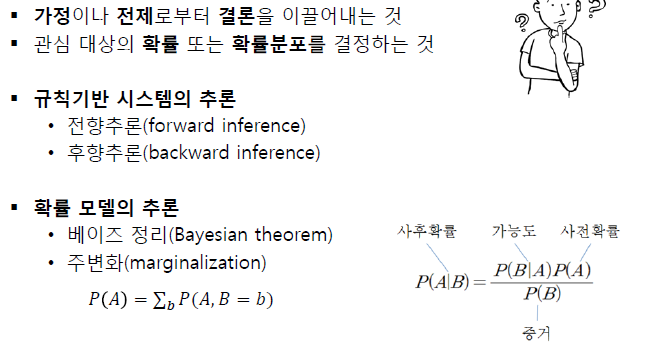 ▪ 가정이나 전제로부터 결론을 이끌어내는 것
▪ 관심 대상의 확률 또는 확률분포를 결정하는 것
? ?
▪ 규칙기반 시스템의 추론
• 전향추론(forward inference)
• 후향추론(backward inference)
▪ 확률 모델의 추론
• 베이즈 정리(Bayesian theorem)
• 주변화(marginalization)
P(A) = ∑_b P(A, B = b)
사후확률 가능도 사전확률
P(A|B) = P(B|A)P(A) / P(B)
증거